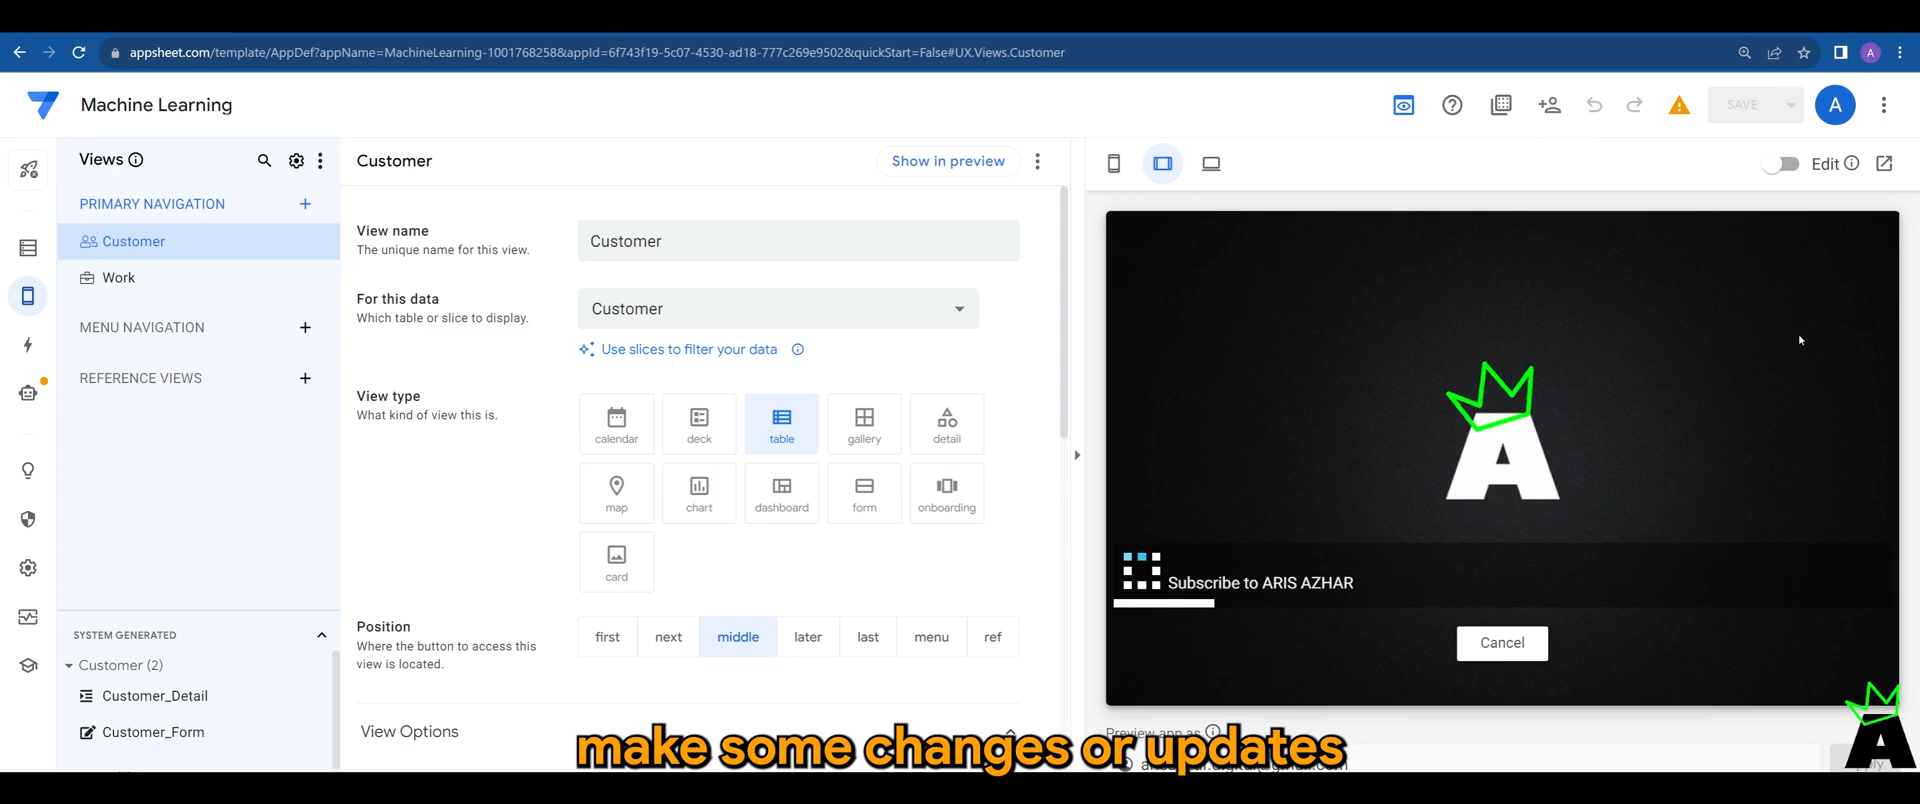 appsheet.com/template/AppDef?appName=MachineLearning-1001768258&appId=6f743f19-5c07-4530-ad18-777c269e9502&quickStart=False#UX.Views.Customer
A
Machine Learning
SAVE
A
Views
Customer
Show in preview
Edit
PRIMARY NAVIGATION
Customer
Work
MENU NAVIGATION
REFERENCE VIEWS
View name
The unique name for this view.
Customer
For this data
Which table or slice to display.
Customer
Use slices to filter your data
View type
What kind of view this is.
calendar
deck
table
gallery
detail
map
chart
dashboard
form
onboarding
card
Position
Where the button to access this
view is located.
first
next
middle
later
last
menu
ref
View Options
SYSTEM GENERATED
Customer (2)
Customer_Detail
Customer_Form
A
Subscribe to ARIS AZHAR
Cancel
Preview app as
Apply
make some changes or updates
A